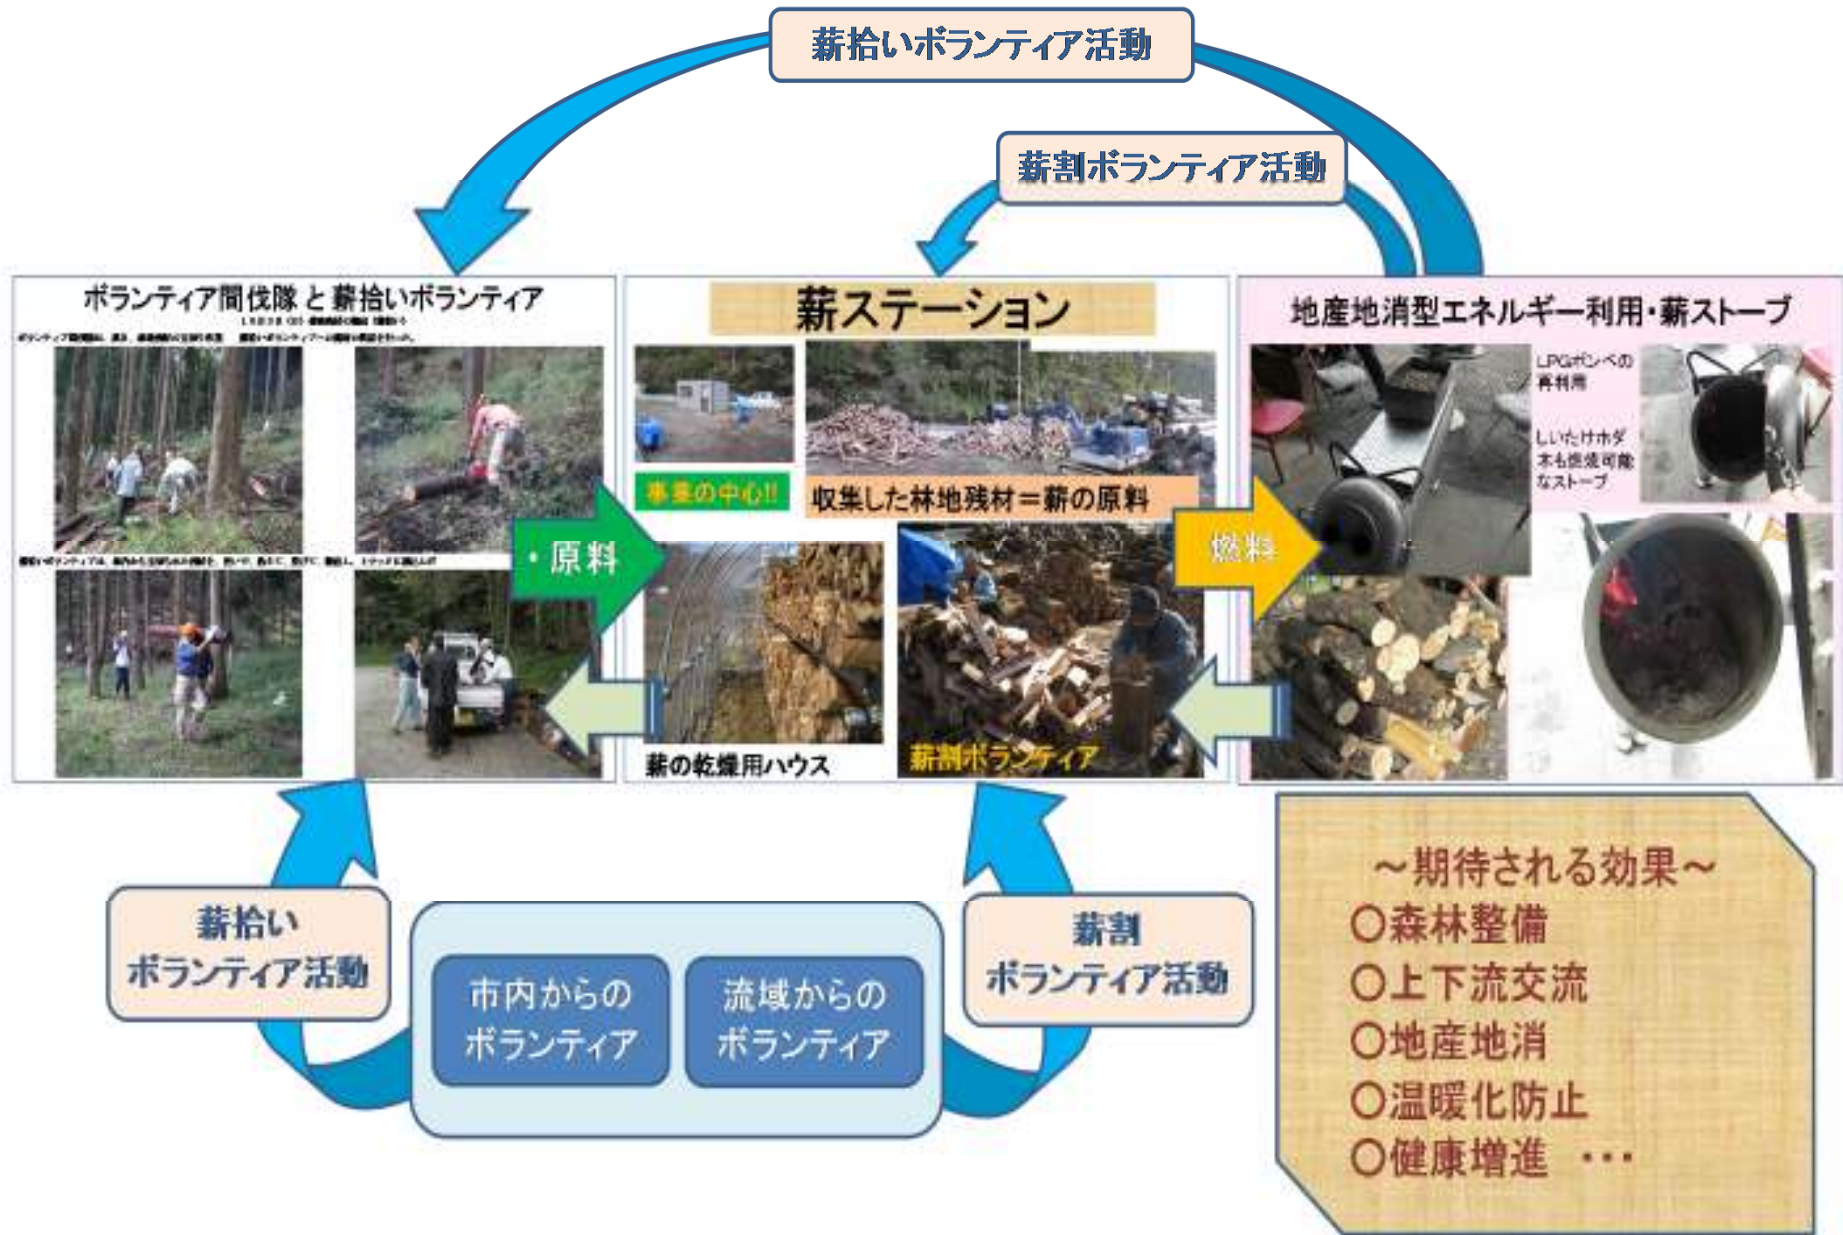 薪拾いボランティア活動
薪割ボランティア活動
ボランティア間伐隊 と 薪拾いボランティア
・原料
薪ステーション
事業の中心!!
収集した林地残材＝薪の原料
薪の乾燥用ハウス
薪割ボランティア
燃料
地産地消型エネルギー利用・薪ストーブ
LPGボンベの
再利用
しいたけホダ
木も燃焼可能
なストーブ
薪拾い
ボランティア活動
市内からの
ボランティア
流域からの
ボランティア
薪割
ボランティア活動
～期待される効果～
〇森林整備
〇上下流交流
〇地産地消
〇温暖化防止
〇健康増進 …